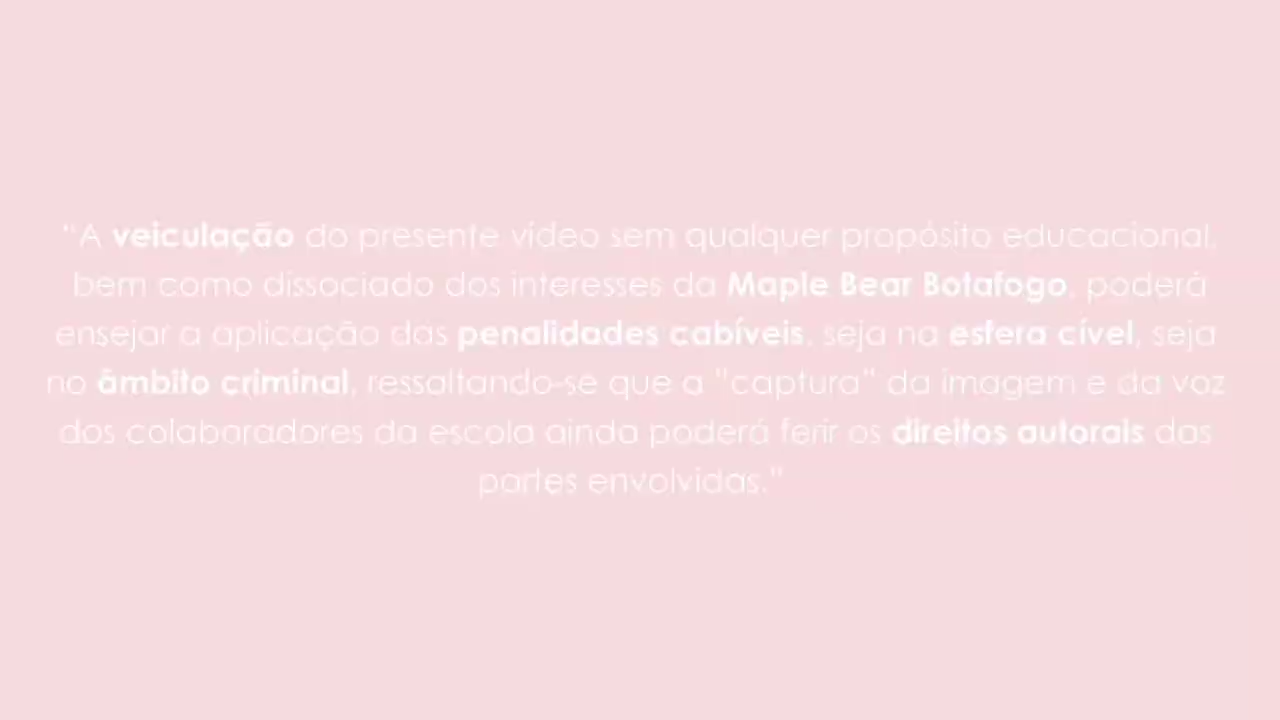 “A veiculação do presente vídeo sem qualquer propósito educacional,
bem como dissociado dos interesses da Maple Bear Botafogo, poderá
ensejar a aplicação das penalidades cabíveis, seja na esfera cível, seja
no âmbito criminal, ressaltando-se que a “captura” da imagem e da voz
dos colaboradores da escola ainda poderá ferir os direitos autorais das
partes envolvidas.”